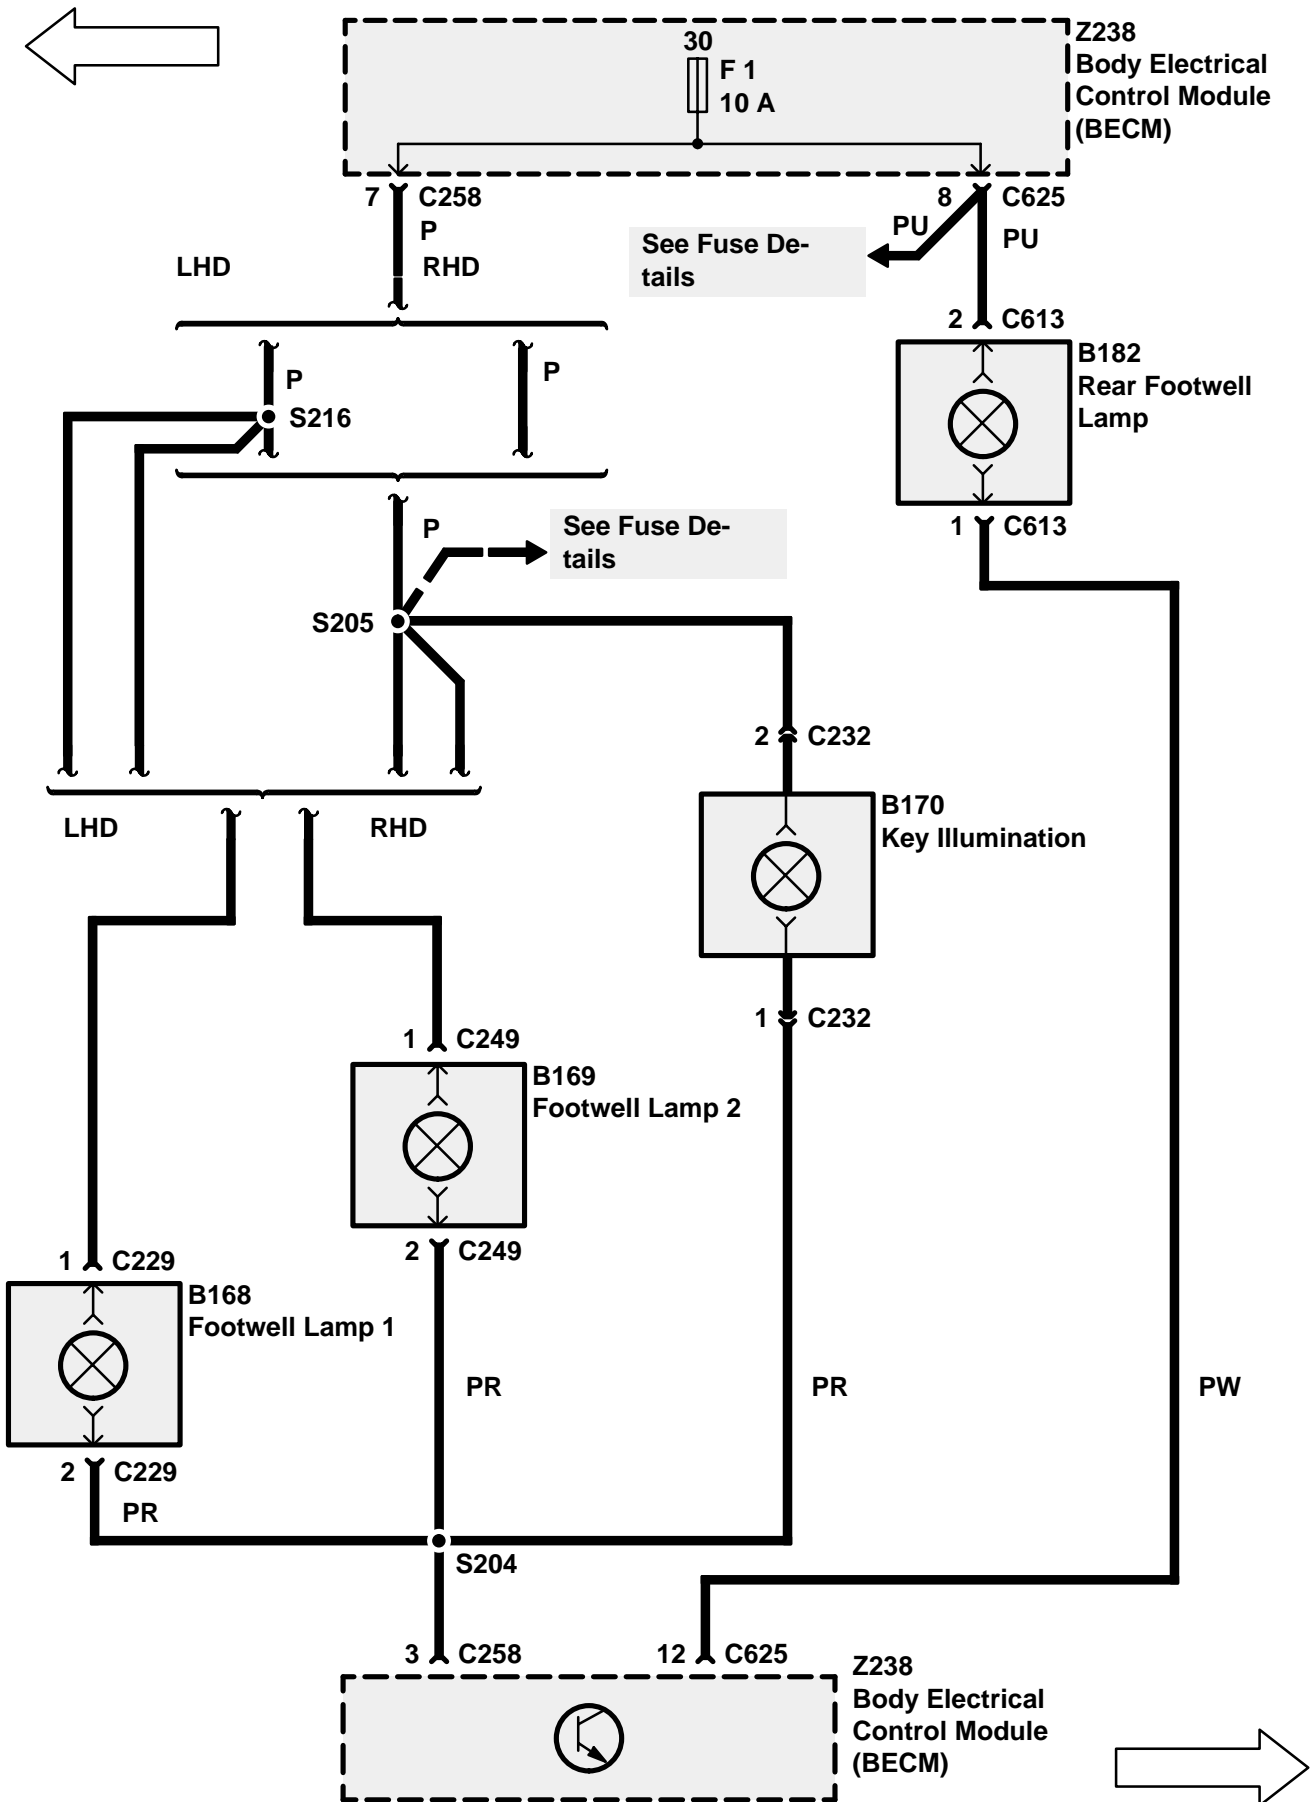 30
F 1
10 A
Z238
Body Electrical
Control Module
(BECM)
7 C258
8 C625
P
PU
PU
LHD
RHD
See Fuse De-
tails
2 C613
B182
Rear Footwell
Lamp
P
P
S216
1 C613
P
See Fuse De-
tails
S205
2 C232
B170
Key Illumination
LHD
RHD
1 C232
1 C249
B169
Footwell Lamp 2
2 C249
1 C229
B168
Footwell Lamp 1
PR
PR
PW
2 C229
PR
S204
3 C258
12 C625
Z238
Body Electrical
Control Module
(BECM)